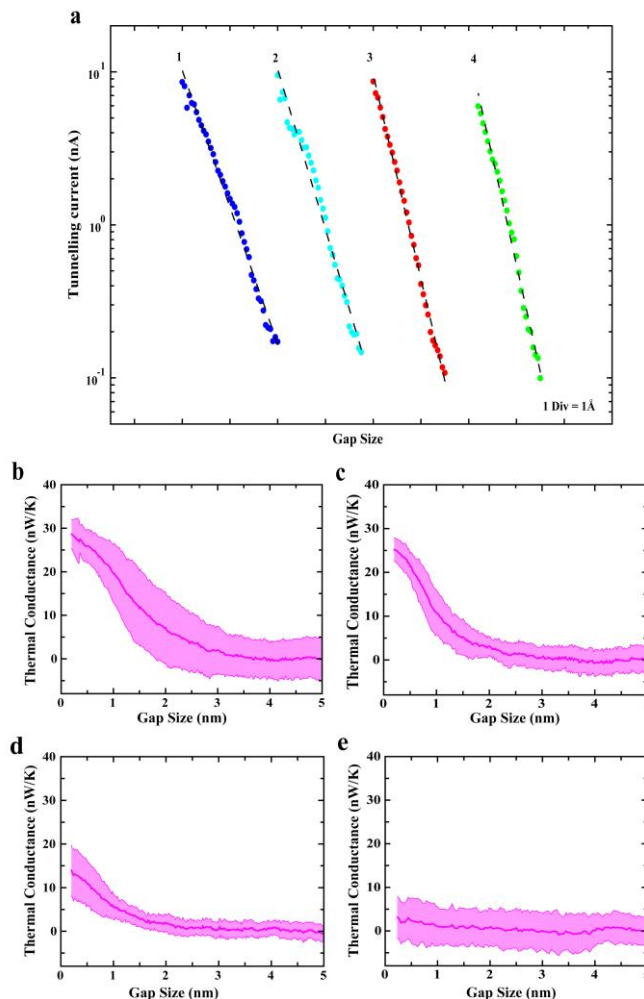 a
1 2 3 4
10¹
10⁰
10⁻¹
Tunnelling current (nA)
1 Div = 1Å
Gap Size
b
40
30
20
10
0
Thermal Conductance (nW/K)
0 1 2 3 4 5
Gap Size (nm)
c
40
30
20
10
0
Thermal Conductance (nW/K)
0 1 2 3 4
Gap Size (nm)
d
40
30
20
10
0
Thermal Conductance (nW/K)
0 1 2 3 4 5
Gap Size (nm)
e
40
30
20
10
0
Thermal Conductance (nW/K)
0 1 2 3 4
Gap Size (nm)